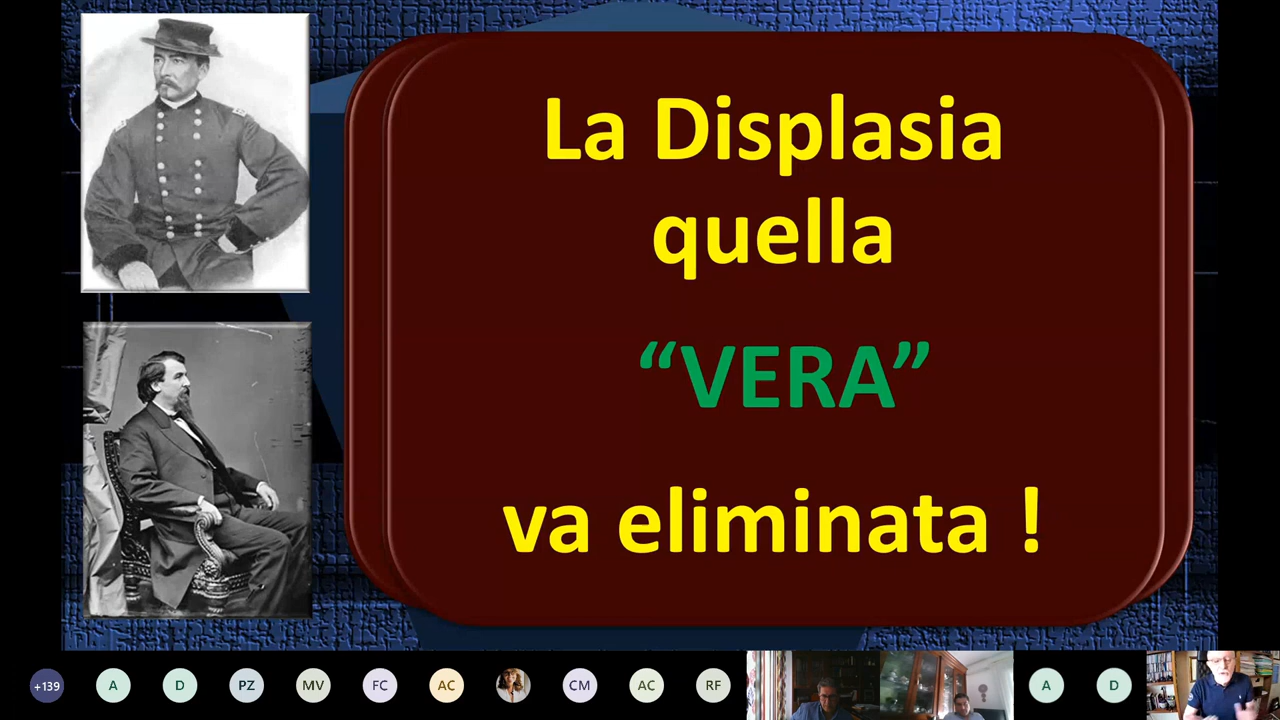 La Displasia
quella
“VERA”
va eliminata !
+139
A
D
PZ
MV
FC
AC
CM
AC
RF
A
D